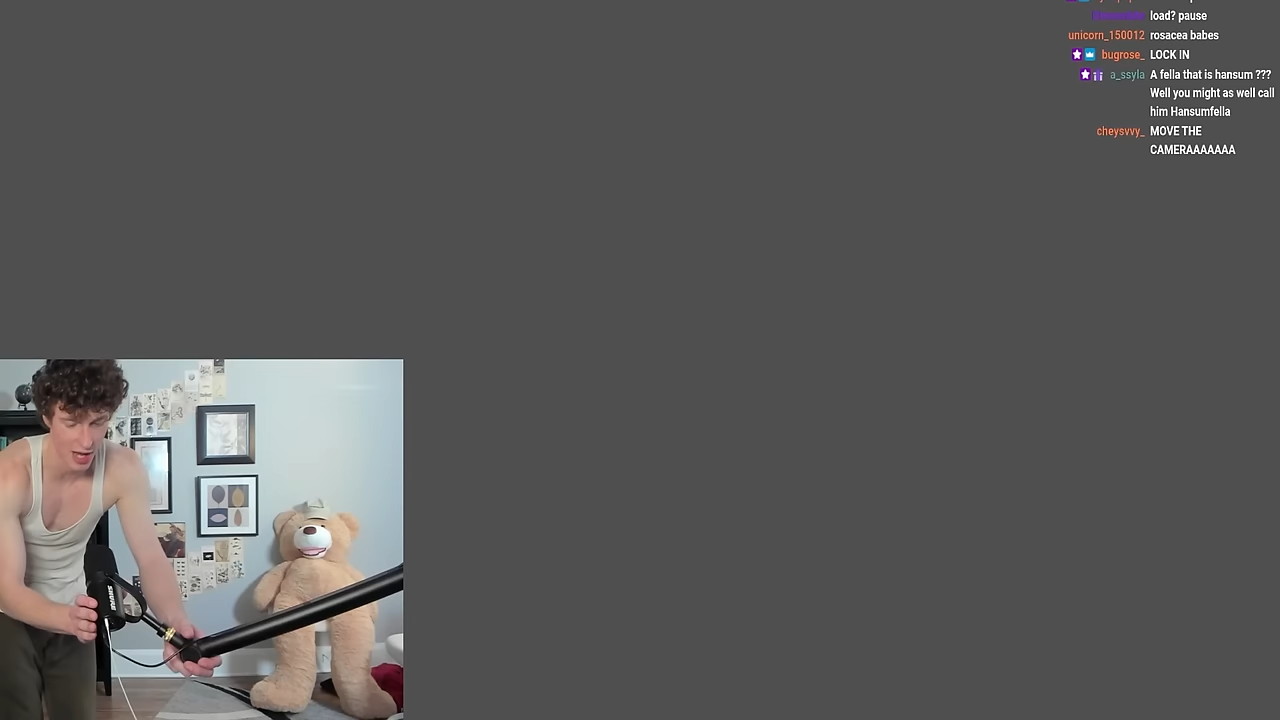 load? pause
unicorn_150012 rosacea babes
bugrose_ LOCK IN
a_ssyla A fella that is hansum ???
Well you might as well call
him Hansumfella
cheysvvy_ MOVE THE
CAMERAAAAAAA
SHURE